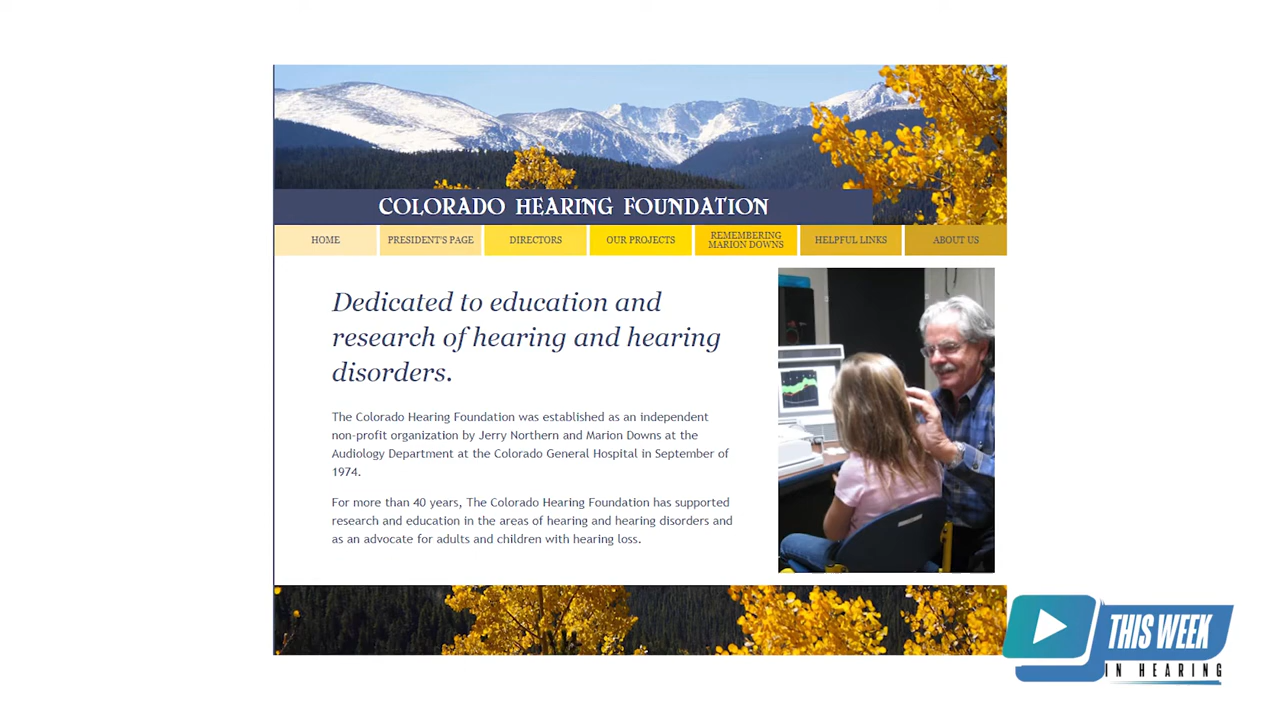 COLORADO HEARING FOUNDATION
HOME
PRESIDENT'S PAGE
DIRECTORS
OUR PROJECTS
REMEMBERING
MARION DOWNS
HELPFUL LINKS
ABOUT US
Dedicated to education and
research of hearing and hearing
disorders.
The Colorado Hearing Foundation was established as an independent
non-profit organization by Jerry Northern and Marion Downs at the
Audiology Department at the Colorado General Hospital in September of
1974.
For more than 40 years, The Colorado Hearing Foundation has supported
research and education in the areas of hearing and hearing disorders and
as an advocate for adults and children with hearing loss.
THIS WEEK
IN HEARING